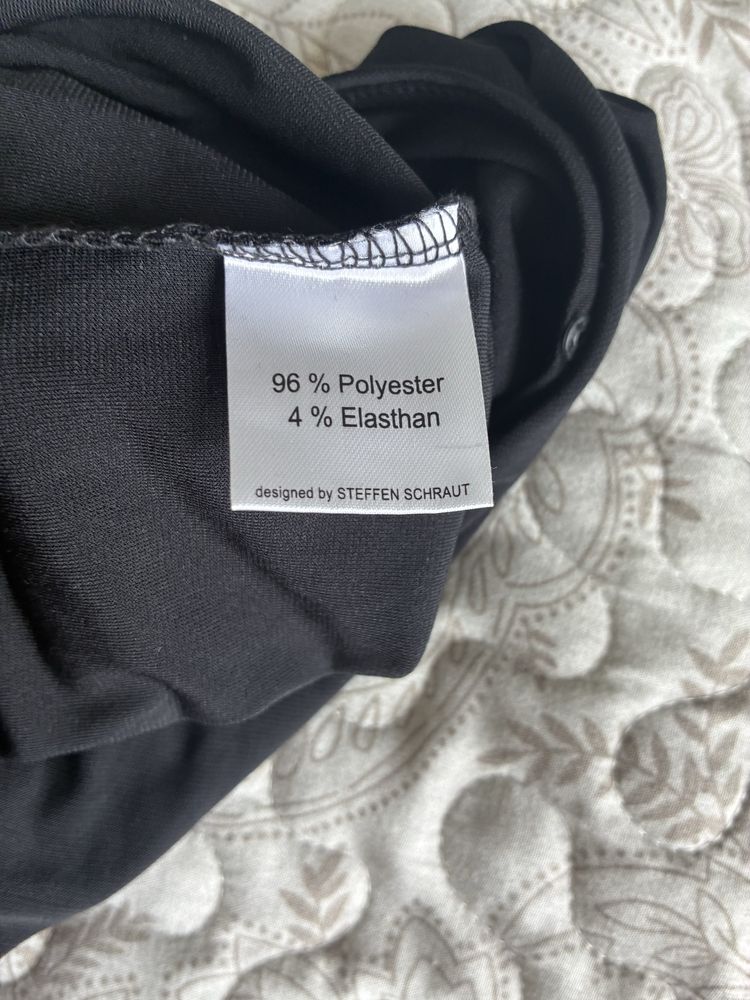 96 % Polyester
4 % Elasthan
designed by STEFFEN SCHRAUT